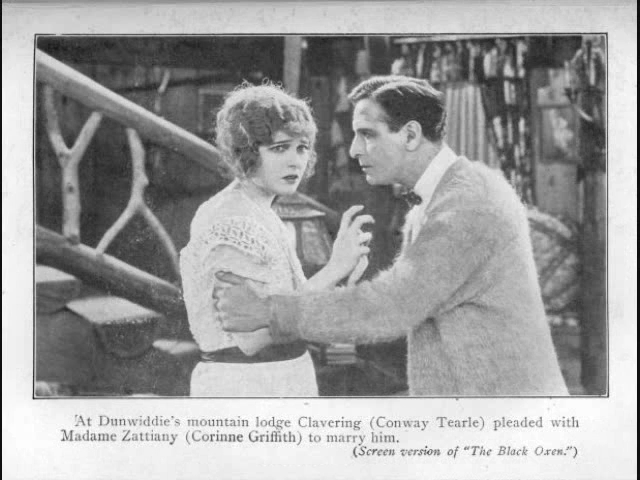 'At Dunwiddie's mountain lodge Clavering (Conway Tearle) pleaded with
Madame Zattiany (Corinne Griffith) to marry him.
(Screen version of "The Black Oxen.")